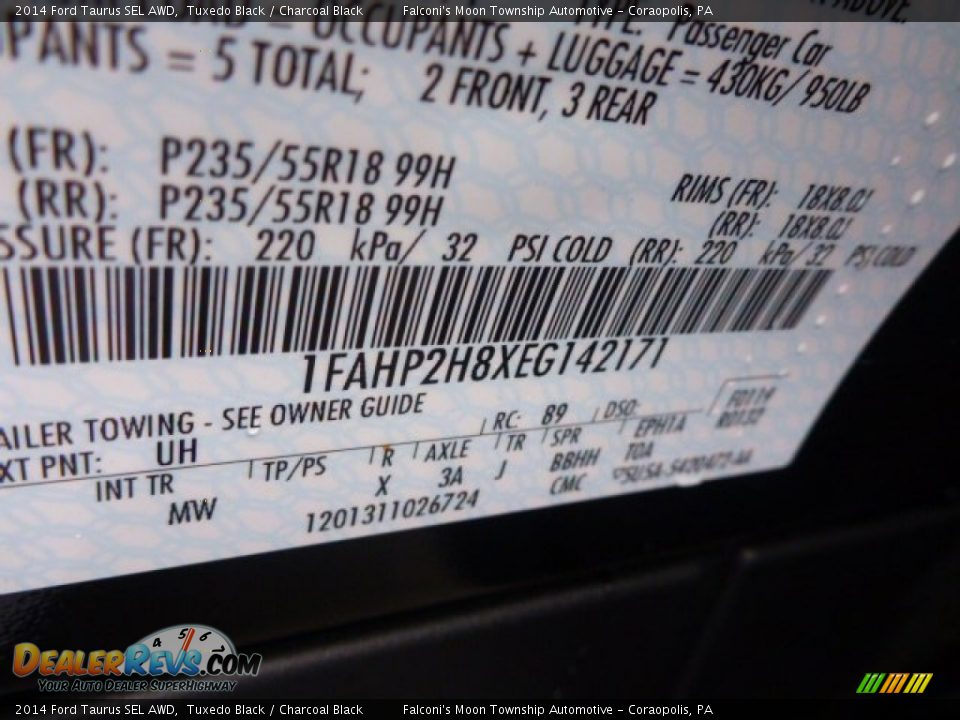 2014 Ford Taurus SEL AWD, Tuxedo Black / Charcoal Black Falconi's Moon Township Automotive - Coraopolis, PA
Passenger Car
OCCUPANTS + LUGGAGE = 430KG/ 950LB
UPANTS = 5 TOTAL; 2 FRONT, 3 REAR
(FR): P235/55R18 99H RIMS (FR): 18X8.0J
(RR): P235/55R18 99H (RR): 18X8.0J
SSURE (FR): 220 kPa/ 32 PSI COLD (RR): 220 kPa/ 32 PSI COLD
1FAHP2H8XEG142171
AILER TOWING - SEE OWNER GUIDE RC: 89 DSO:
XT PNT: UH
INT TR TP/PS R AXLE TR SPR EPHTA
MW X 3A J BBHH TOA
1201311026724 CMC
DealerRevs.com
4 5 6
Your Auto Dealer SuperHighway
2014 Ford Taurus SEL AWD, Tuxedo Black / Charcoal Black Falconi's Moon Township Automotive - Coraopolis, PA